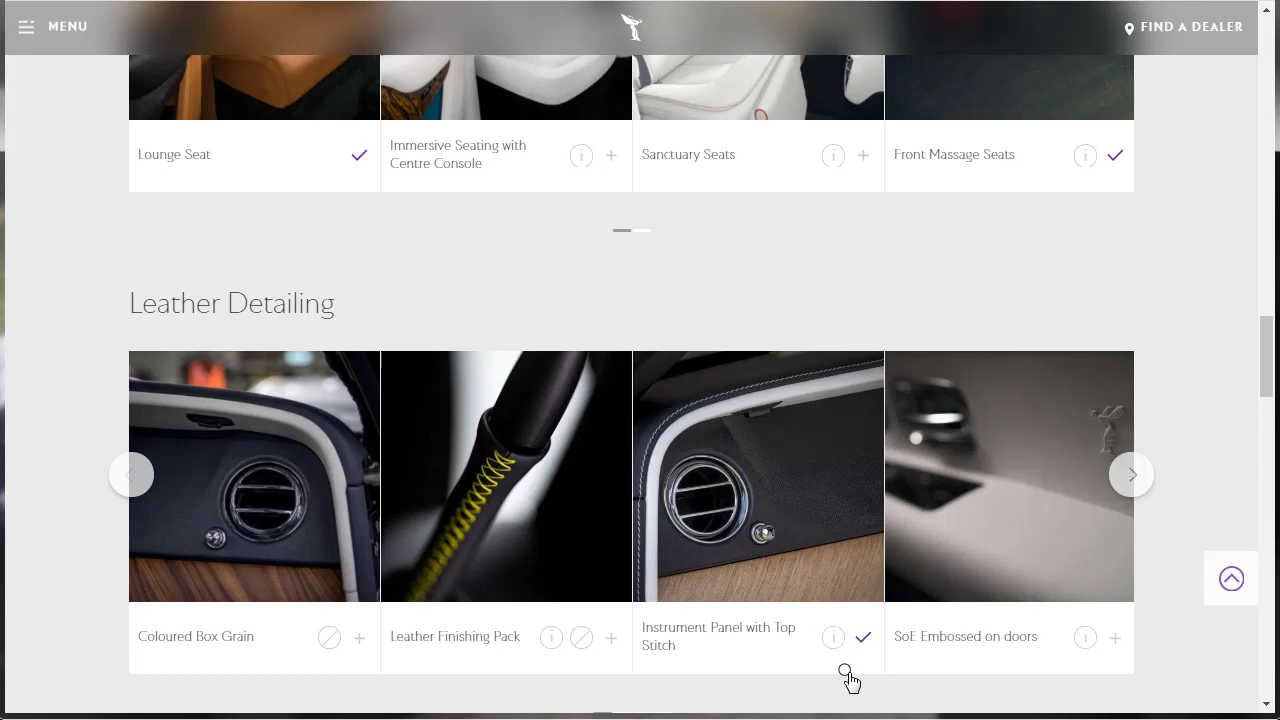 MENU
FIND A DEALER
Lounge Seat
Immersive Seating with
Centre Console
Sanctuary Seats
Front Massage Seats
Leather Detailing
Coloured Box Grain
Leather Finishing Pack
Instrument Panel with Top
Stitch
SoE Embossed on doors